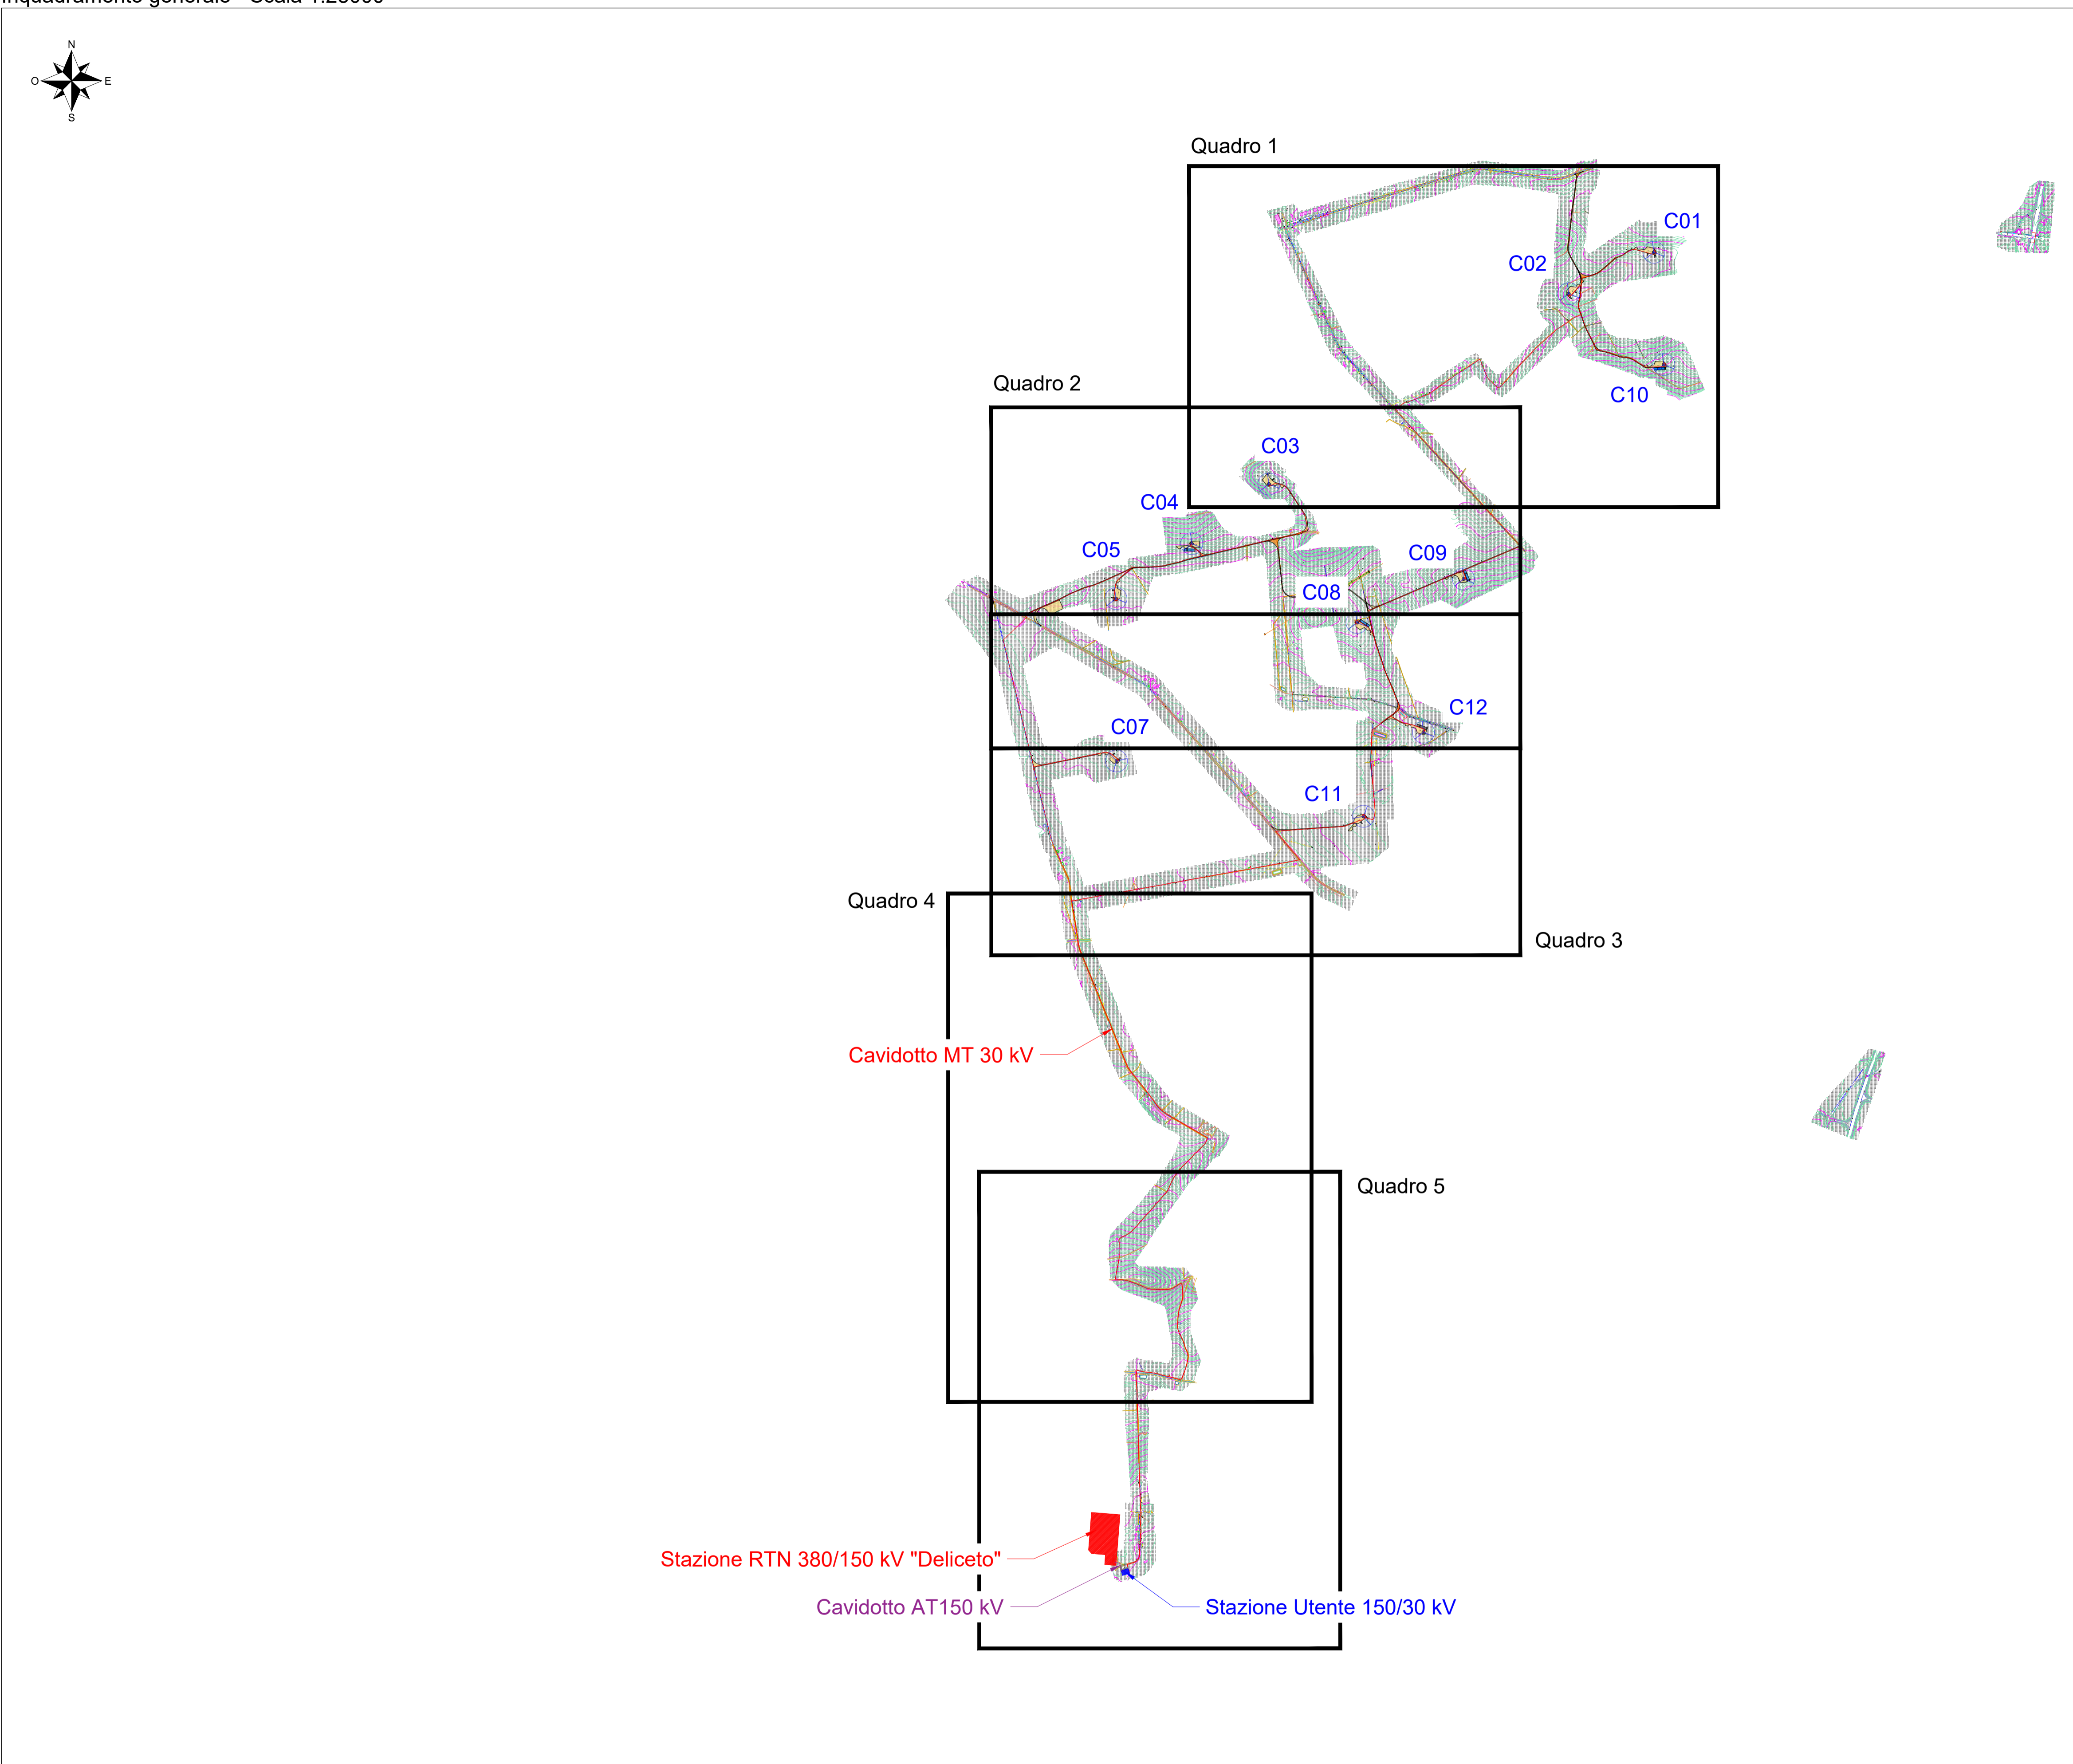 N
O
E
S
Quadro 1
C01
C02
C10
Quadro 2
C03
C04
C05
C09
C08
C12
C07
C11
Quadro 4
Quadro 3
Cavidotto MT 30 kV
Quadro 5
Stazione RTN 380/150 kV "Deliceto"
Cavidotto AT150 kV
Stazione Utente 150/30 kV